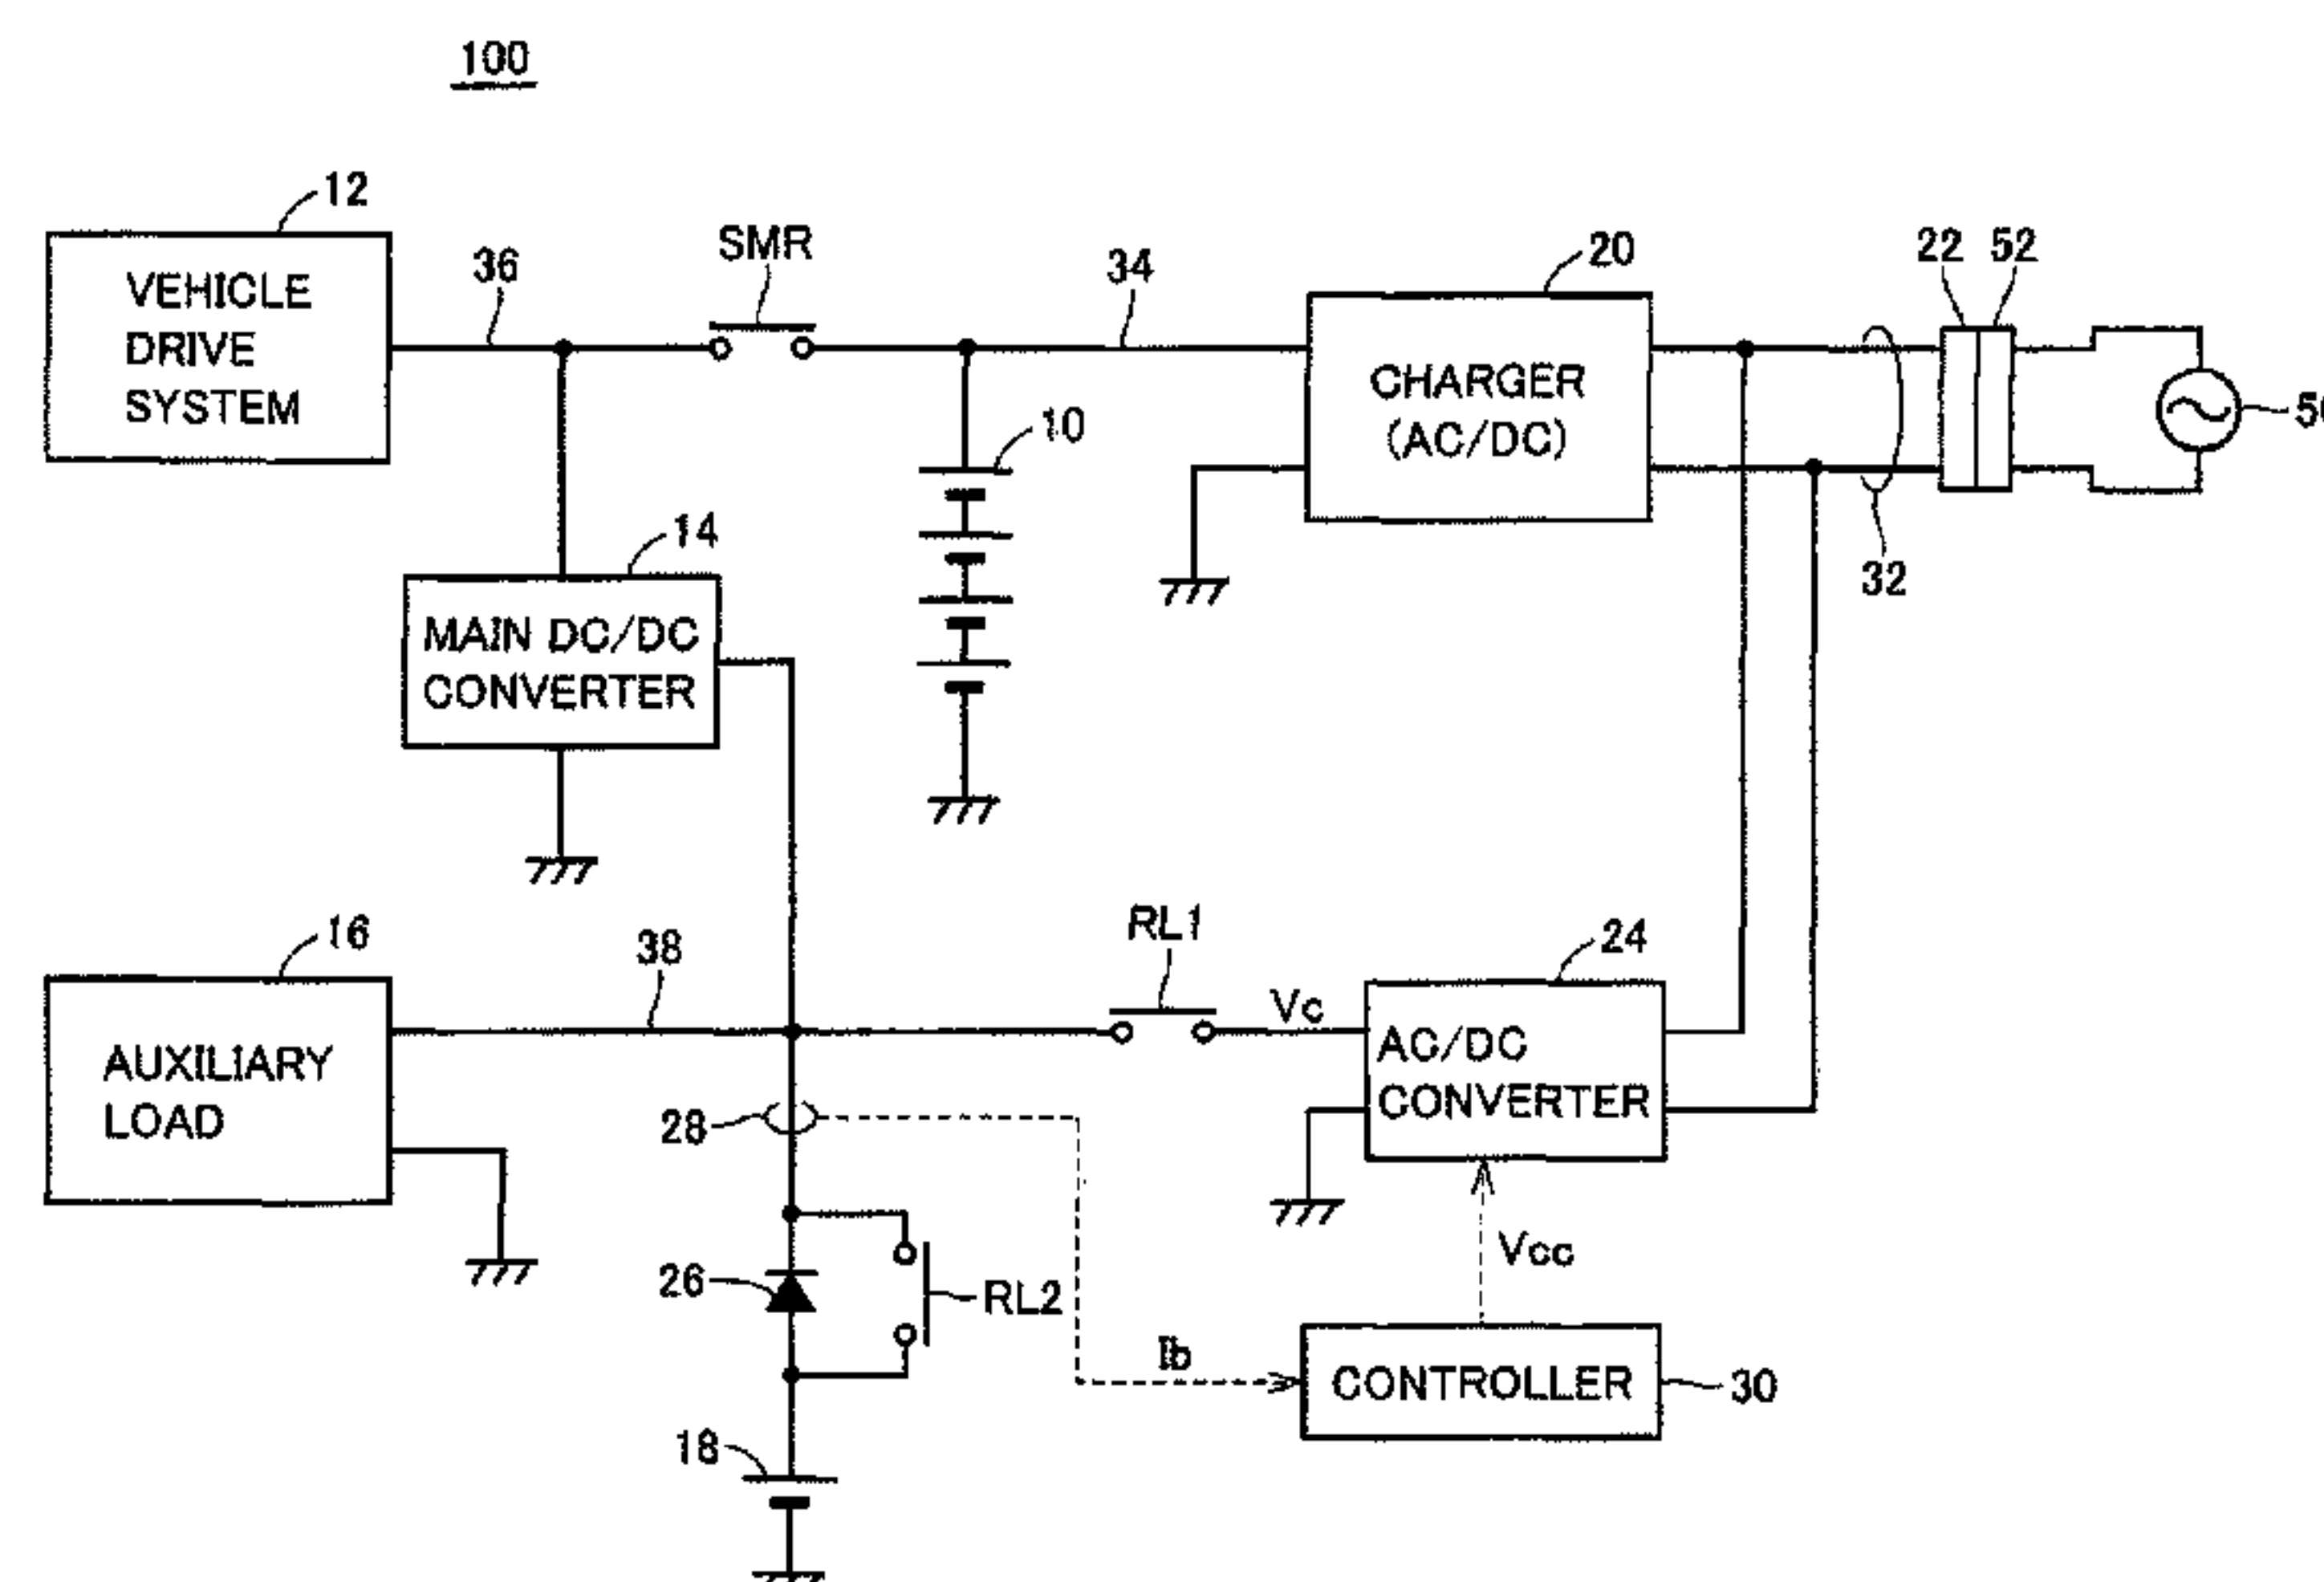 100
12
VEHICLE
DRIVE
SYSTEM
36
SMR
34
20
22 52
CHARGER
(AC/DC)
10
32
14
MAIN DC/DC
CONVERTER
16
AUXILIARY
LOAD
38
RL1
Vc
24
AC/DC
CONVERTER
28
26
RL2
Vcc
Ib
CONTROLLER
30
18